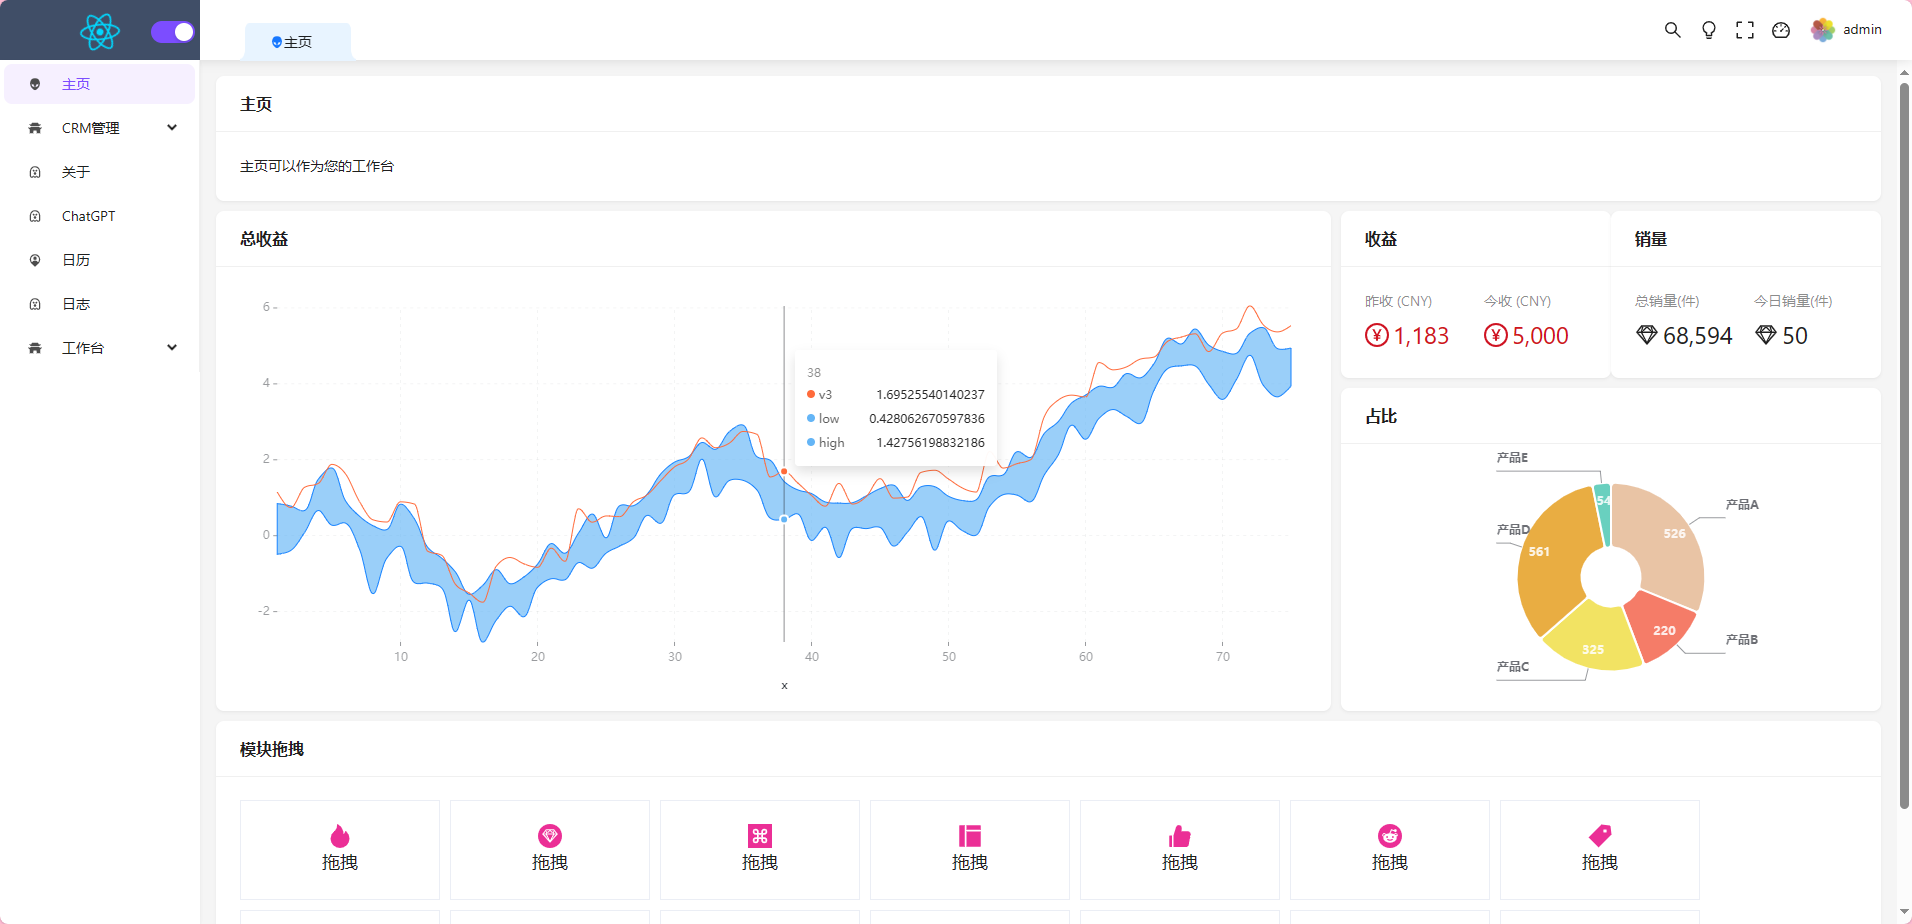 主页
admin
主页
CRM管理
关于
ChatGPT
日历
日志
工作台
主页
主页可以作为您的工作台
总收益
6
4
2
0
-2
10
20
30
40
50
60
70
x
38
v3 1.69525540140237
low 0.428062670597836
high 1.42756198832186
收益
昨收 (CNY) 今收 (CNY)
1,183 5,000
销量
总销量(件) 今日销量(件)
68,594 50
占比
产品E
产品A
产品D
产品B
产品C
54
526
561
220
325
模块拖拽
拖拽 拖拽 拖拽 拖拽 拖拽 拖拽 拖拽